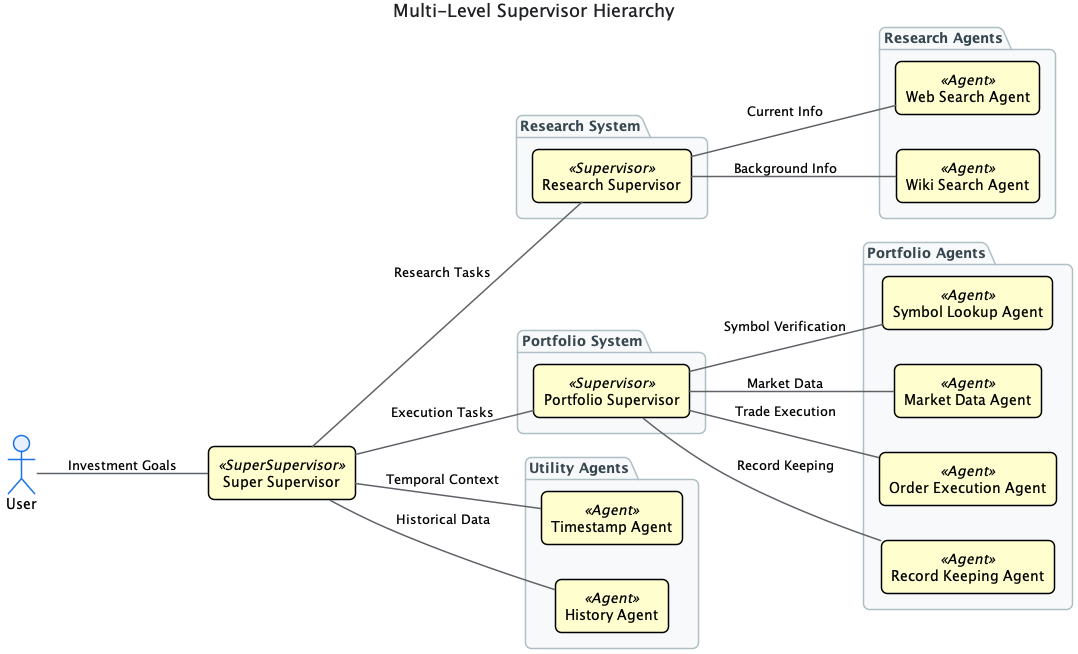 Multi-Level Supervisor Hierarchy
Research Agents
«Agent»
Web Search Agent
Current Info
Research System
«Supervisor»
Research Supervisor
Background Info
«Agent»
Wiki Search Agent
Research Tasks
Portfolio Agents
«Agent»
Symbol Lookup Agent
Symbol Verification
Portfolio System
«Supervisor»
Portfolio Supervisor
Market Data
«Agent»
Market Data Agent
Execution Tasks
Trade Execution
User
Investment Goals
«SuperSupervisor»
Super Supervisor
Record Keeping
«Agent»
Order Execution Agent
Utility Agents
Temporal Context
«Agent»
Timestamp Agent
Historical Data
«Agent»
Record Keeping Agent
«Agent»
History Agent